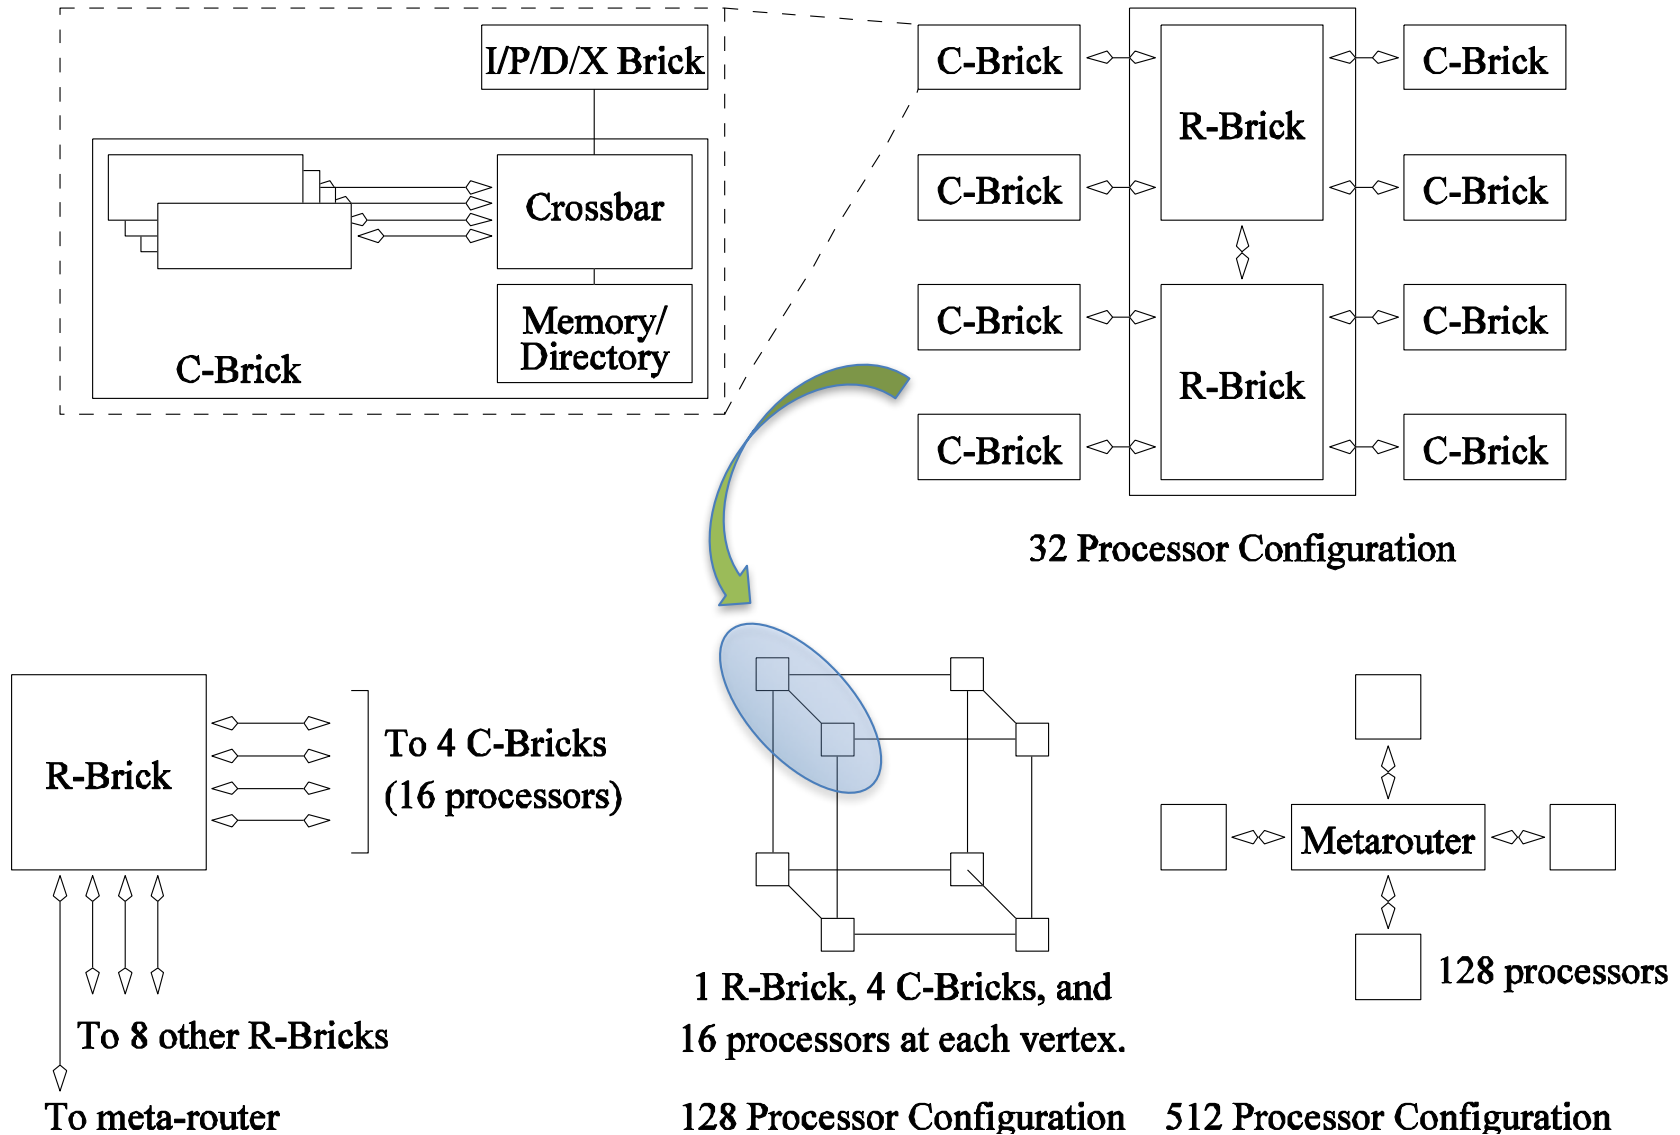 I/P/D/X Brick
Crossbar
Memory/
Directory
C-Brick
C-Brick
C-Brick
R-Brick
C-Brick
C-Brick
C-Brick
C-Brick
R-Brick
C-Brick
C-Brick
32 Processor Configuration
R-Brick
To 4 C-Bricks
(16 processors)
To 8 other R-Bricks
To meta-router
1 R-Brick, 4 C-Bricks, and
16 processors at each vertex.
128 Processor Configuration
Metarouter
128 processors
512 Processor Configuration